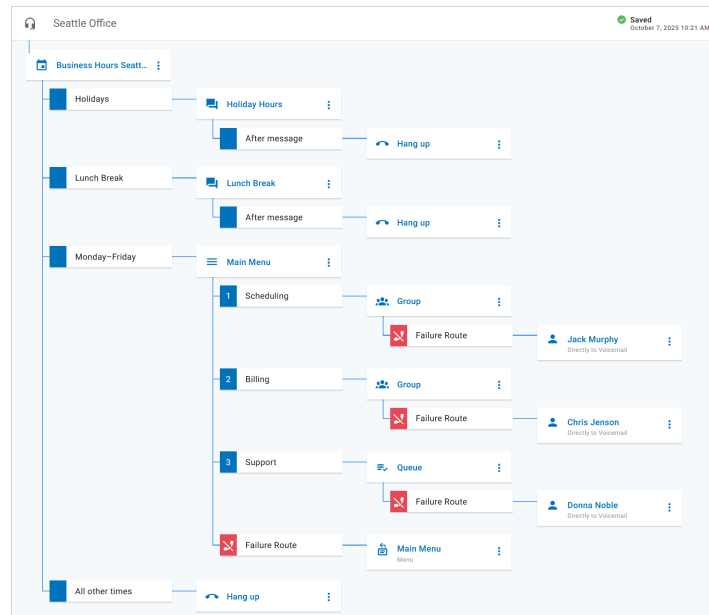 Seattle Office
Saved
October 7, 2025 10:21 AM
Business Hours Seatt...
Holidays
Holiday Hours
After message
Hang up
Lunch Break
Lunch Break
After message
Hang up
Monday–Friday
Main Menu
1 Scheduling
Group
Failure Route
Jack Murphy
Directly to Voicemail
2 Billing
Group
Failure Route
Chris Jenson
Directly to Voicemail
3 Support
Queue
Failure Route
Donna Noble
Directly to Voicemail
Failure Route
Main Menu
Menu
All other times
Hang up